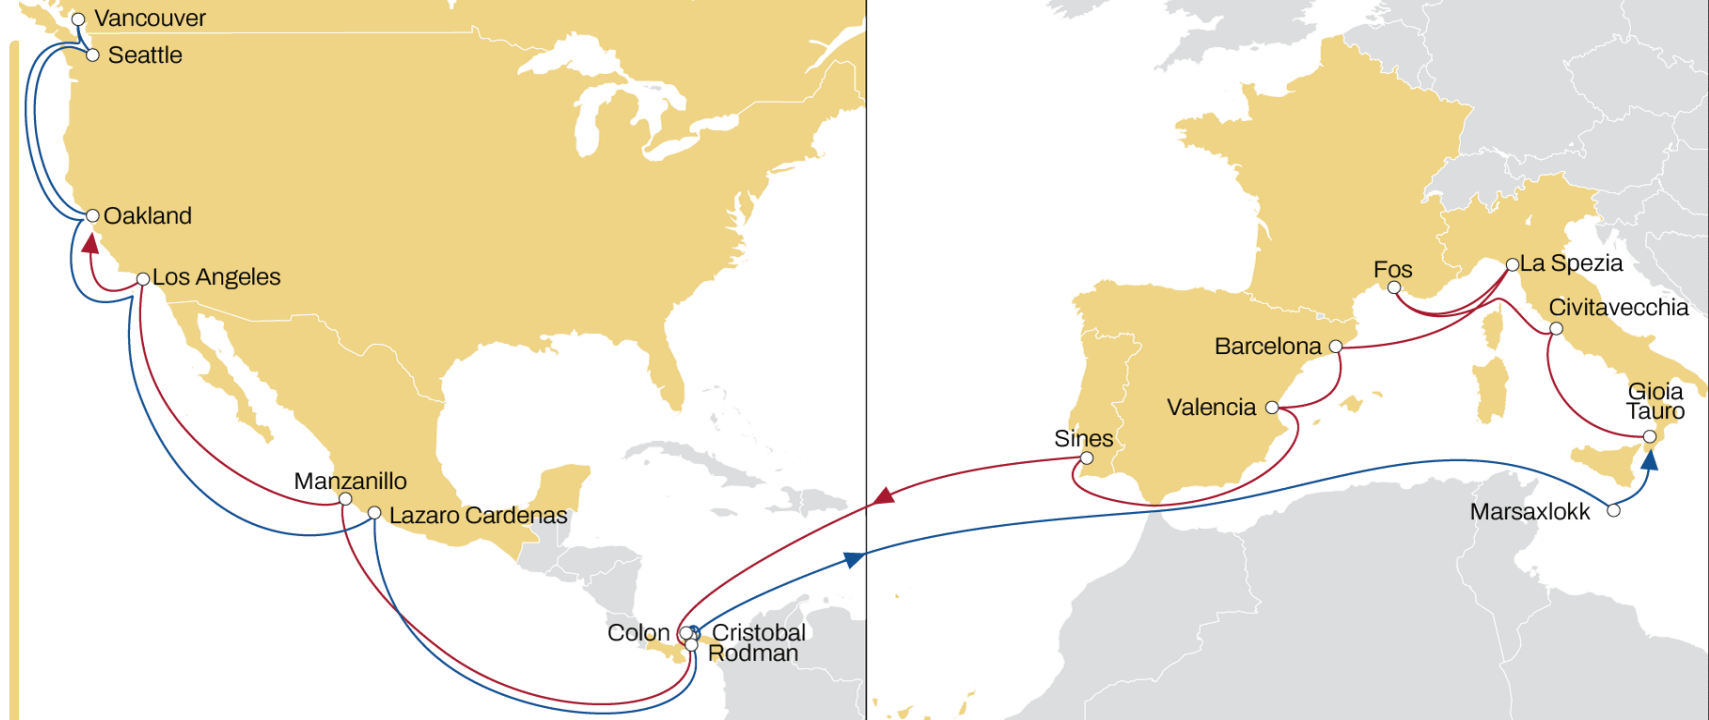 Vancouver
Seattle
Oakland
Los Angeles
Manzanillo
Lazaro Cardenas
Colon
Cristobal
Rodman
Sines
Valencia
Barcelona
Fos
La Spezia
Civitavecchia
Gioia
Tauro
Marsaxlokk